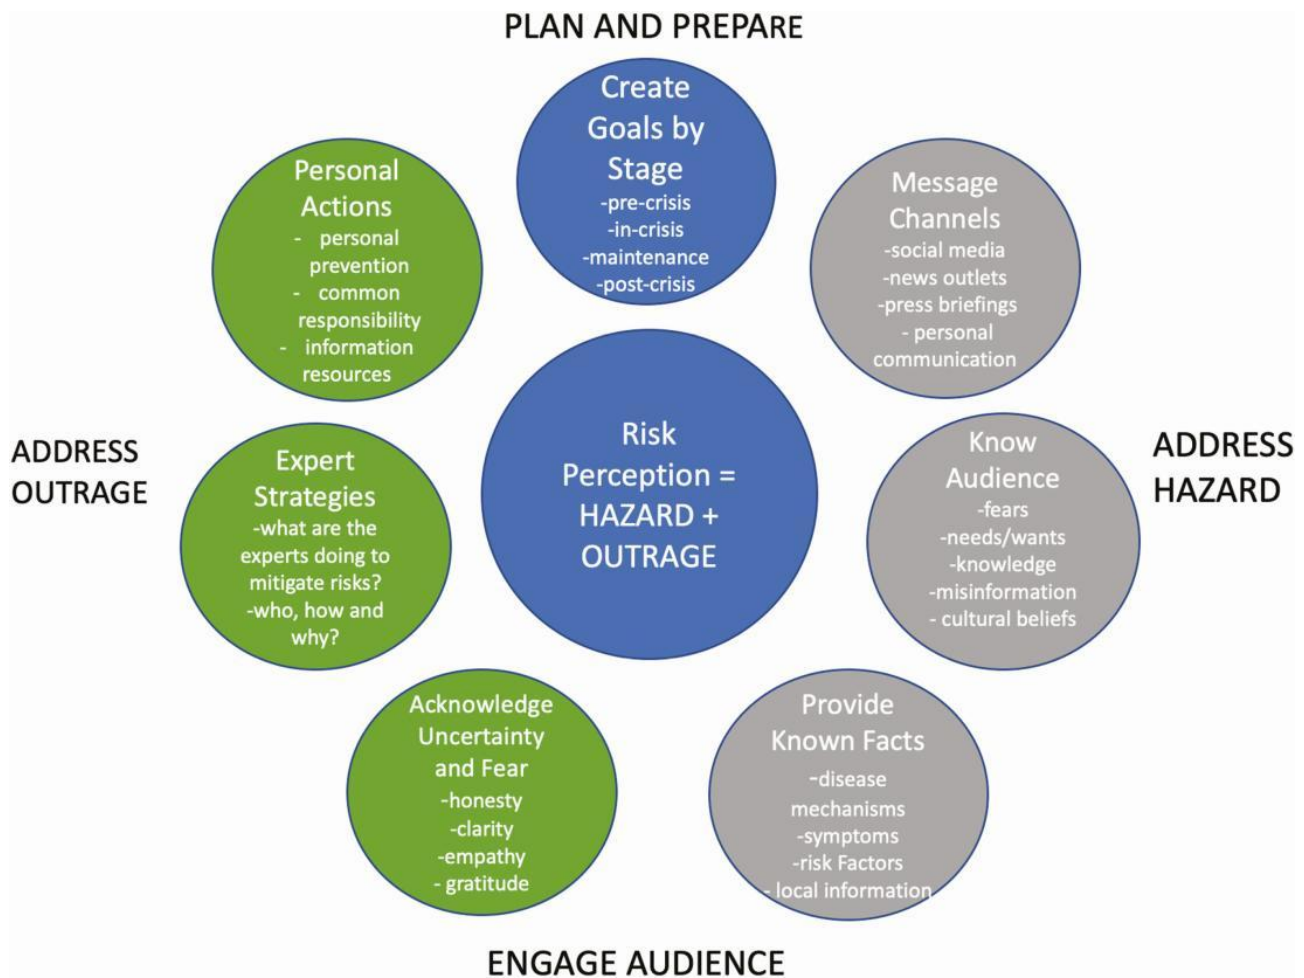 PLAN AND PREPARE
Create
Goals by
Stage
-pre-crisis
-in-crisis
-maintenance
-post-crisis
Personal
Actions
- personal
prevention
- common
responsibility
- information
resources
Message
Channels
-social media
-news outlets
-press briefings
- personal
communication
Risk
Perception =
HAZARD +
OUTRAGE
ADDRESS
OUTRAGE
Expert
Strategies
-what are the
experts doing to
mitigate risks?
-who, how and
why?
Know
Audience
-fears
-needs/wants
-knowledge
-misinformation
- cultural beliefs
ADDRESS
HAZARD
Acknowledge
Uncertainty
and Fear
-honesty
-clarity
-empathy
- gratitude
Provide
Known Facts
-disease
mechanisms
-symptoms
-risk Factors
- local information
ENGAGE AUDIENCE